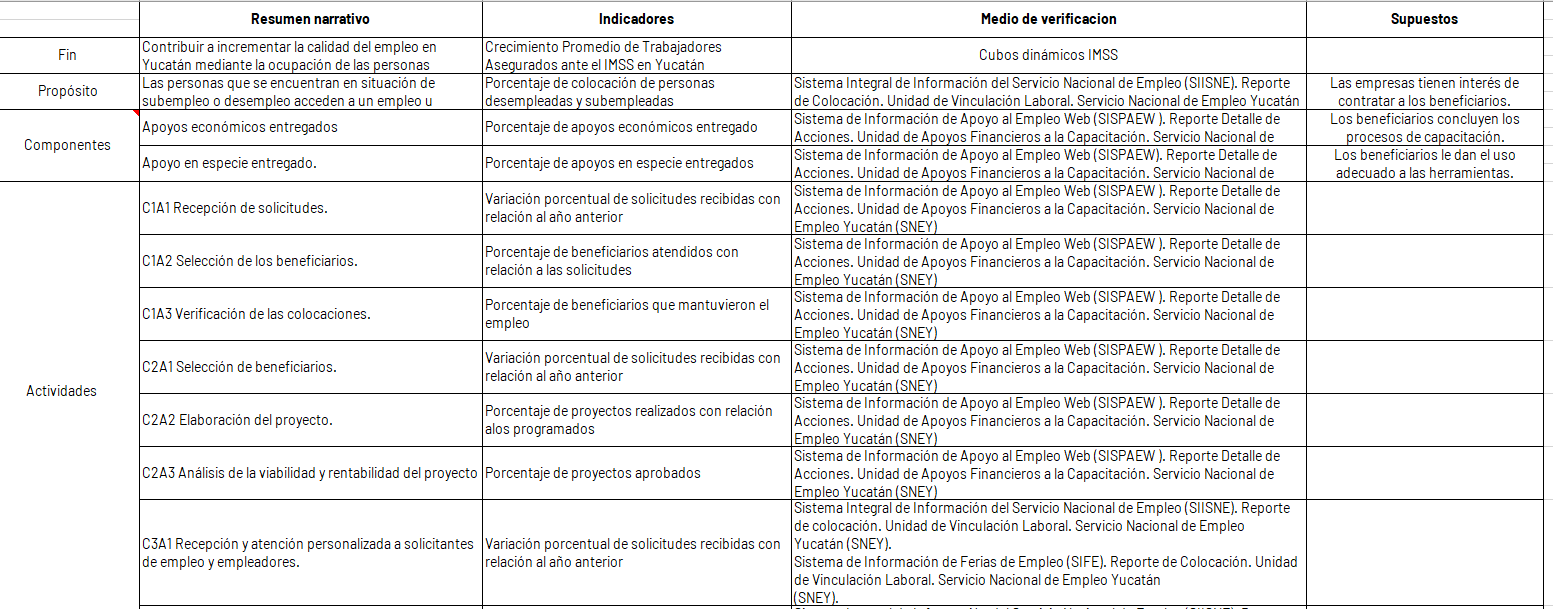 Resumen narrativo Indicadores Medio de verificacion Supuestos
Fin
Contribuir a incrementar la calidad del empleo en
Yucatán mediante la ocupación de las personas
Crecimiento Promedio de Trabajadores
Asegurados ante el IMSS en Yucatán
Cubos dinámicos IMSS
Propósito
Las personas que se encuentran en situación de
subempleo o desempleo acceden a un empleo u
Porcentaje de colocación de personas
desempleadas y subempleadas
Sistema Integral de Información del Servicio Nacional de Empleo (SIISNE). Reporte
de Colocación. Unidad de Vinculación Laboral. Servicio Nacional de Empleo Yucatán
Las empresas tienen interés de
contratar a los beneficiarios.
Componentes
Apoyos económicos entregados
Porcentaje de apoyos económicos entregado
Sistema de Información de Apoyo al Empleo Web (SISPAEW ). Reporte Detalle de
Acciones. Unidad de Apoyos Financieros a la Capacitación. Servicio Nacional de
Los beneficiarios concluyen los
procesos de capacitación.
Apoyo en especie entregado.
Porcentaje de apoyos en especie entregados
Sistema de Información de Apoyo al Empleo Web (SISPAEW). Reporte Detalle de
Acciones. Unidad de Apoyos Financieros a la Capacitación. Servicio Nacional de
Los beneficiarios le dan el uso
adecuado a las herramientas.
Actividades
C1A1 Recepción de solicitudes.
Variación porcentual de solicitudes recibidas con
relación al año anterior
Sistema de Información de Apoyo al Empleo Web (SISPAEW ). Reporte Detalle de
Acciones. Unidad de Apoyos Financieros a la Capacitación. Servicio Nacional de
Empleo Yucatán (SNEY)
C1A2 Selección de los beneficiarios.
Porcentaje de beneficiarios atendidos con
relación a las solicitudes
Sistema de Información de Apoyo al Empleo Web (SISPAEW ). Reporte Detalle de
Acciones. Unidad de Apoyos Financieros a la Capacitación. Servicio Nacional de
Empleo Yucatán (SNEY)
C1A3 Verificación de las colocaciones.
Porcentaje de beneficiarios que mantuvieron el
empleo
Sistema de Información de Apoyo al Empleo Web (SISPAEW ). Reporte Detalle de
Acciones. Unidad de Apoyos Financieros a la Capacitación. Servicio Nacional de
Empleo Yucatán (SNEY)
C2A1 Selección de beneficiarios.
Variación porcentual de solicitudes recibidas con
relación al año anterior
Sistema de Información de Apoyo al Empleo Web (SISPAEW ). Reporte Detalle de
Acciones. Unidad de Apoyos Financieros a la Capacitación. Servicio Nacional de
Empleo Yucatán (SNEY)
C2A2 Elaboración del proyecto.
Porcentaje de proyectos realizados con relación
alos programados
Sistema de Información de Apoyo al Empleo Web (SISPAEW ). Reporte Detalle de
Acciones. Unidad de Apoyos Financieros a la Capacitación. Servicio Nacional de
Empleo Yucatán (SNEY)
C2A3 Análisis de la viabilidad y rentabilidad del proyecto
Porcentaje de proyectos aprobados
Sistema de Información de Apoyo al Empleo Web (SISPAEW ). Reporte Detalle de
Acciones. Unidad de Apoyos Financieros a la Capacitación. Servicio Nacional de
Empleo Yucatán (SNEY)
C3A1 Recepción y atención personalizada a solicitantes
de empleo y empleadores.
Variación porcentual de solicitudes recibidas con
relación al año anterior
Sistema Integral de Información del Servicio Nacional de Empleo (SIISNE). Reporte
de colocación. Unidad de Vinculación Laboral. Servicio Nacional de Empleo
Yucatán (SNEY).
Sistema de Información de Ferias de Empleo (SIFE). Reporte de Colocación. Unidad
de Vinculación Laboral. Servicio Nacional de Empleo Yucatán
(SNEY).